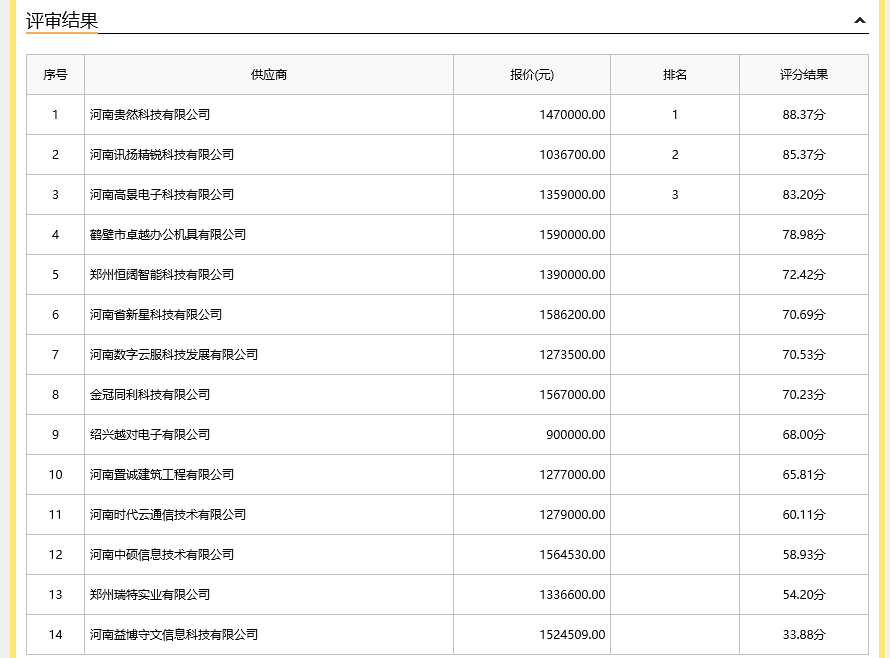 评审结果
序号 供应商 报价(元) 排名 评分结果
1 河南贵然科技有限公司 1470000.00 1 88.37分
2 河南讯扬精锐科技有限公司 1036700.00 2 85.37分
3 河南高景电子科技有限公司 1359000.00 3 83.20分
4 鹤壁市卓越办公机具有限公司 1590000.00 78.98分
5 郑州恒阔智能科技有限公司 1390000.00 72.42分
6 河南省新星科技有限公司 1586200.00 70.69分
7 河南数字云服科技发展有限公司 1273500.00 70.53分
8 金冠同利科技有限公司 1567000.00 70.23分
9 绍兴越对电子有限公司 900000.00 68.00分
10 河南置诚建筑工程有限公司 1277000.00 65.81分
11 河南时代云通信技术有限公司 1279000.00 60.11分
12 河南中硕信息技术有限公司 1564530.00 58.93分
13 郑州瑞特实业有限公司 1336600.00 54.20分
14 河南益博守文信息科技有限公司 1524509.00 33.88分